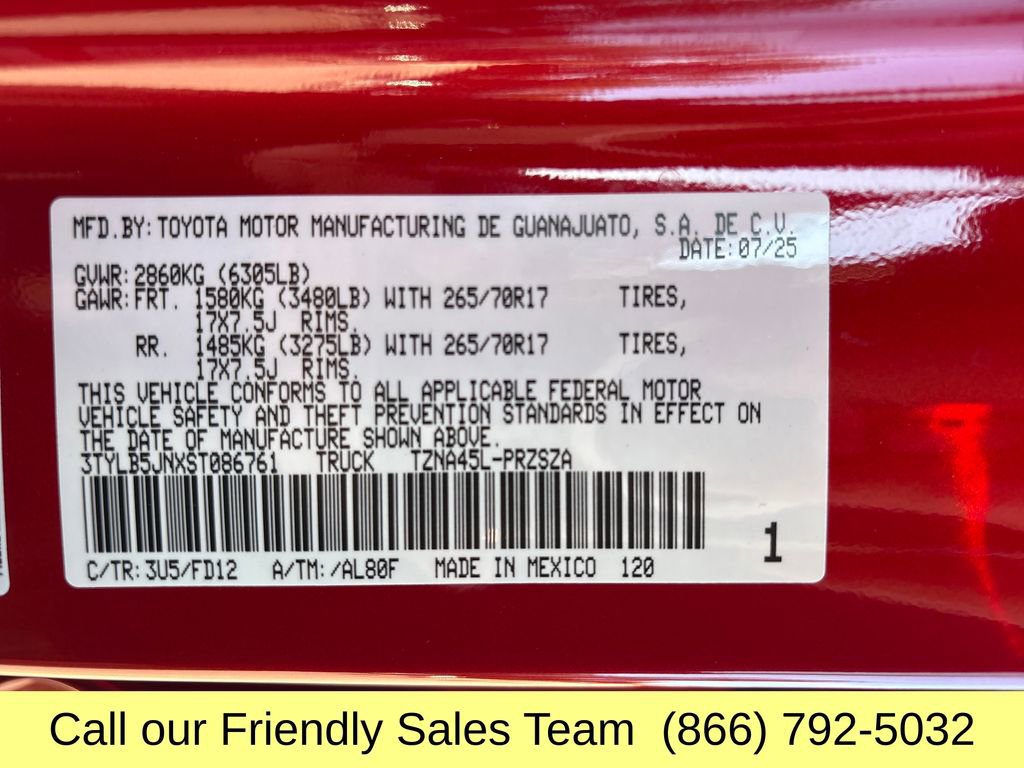 MFD.BY: TOYOTA MOTOR MANUFACTURING DE GUANAJUATO, S.A. DE C.V.
DATE: 07/25
GVWR: 2860KG (6305LB)
GAWR: FRT. 1580KG (3480LB) WITH 265/70R17 TIRES,
17X7.5J RIMS.
RR. 1485KG (3275LB) WITH 265/70R17 TIRES,
17X7.5J RIMS.
THIS VEHICLE CONFORMS TO ALL APPLICABLE FEDERAL MOTOR
VEHICLE SAFETY AND THEFT PREVENTION STANDARDS IN EFFECT ON
THE DATE OF MANUFACTURE SHOWN ABOVE.
3TYLB5JNXST086761 TRUCK TZNA45L-PRZSZA
1
C/TR: 3U5/FD12 A/TM: /AL80F MADE IN MEXICO 120
Call our Friendly Sales Team (866) 792-5032